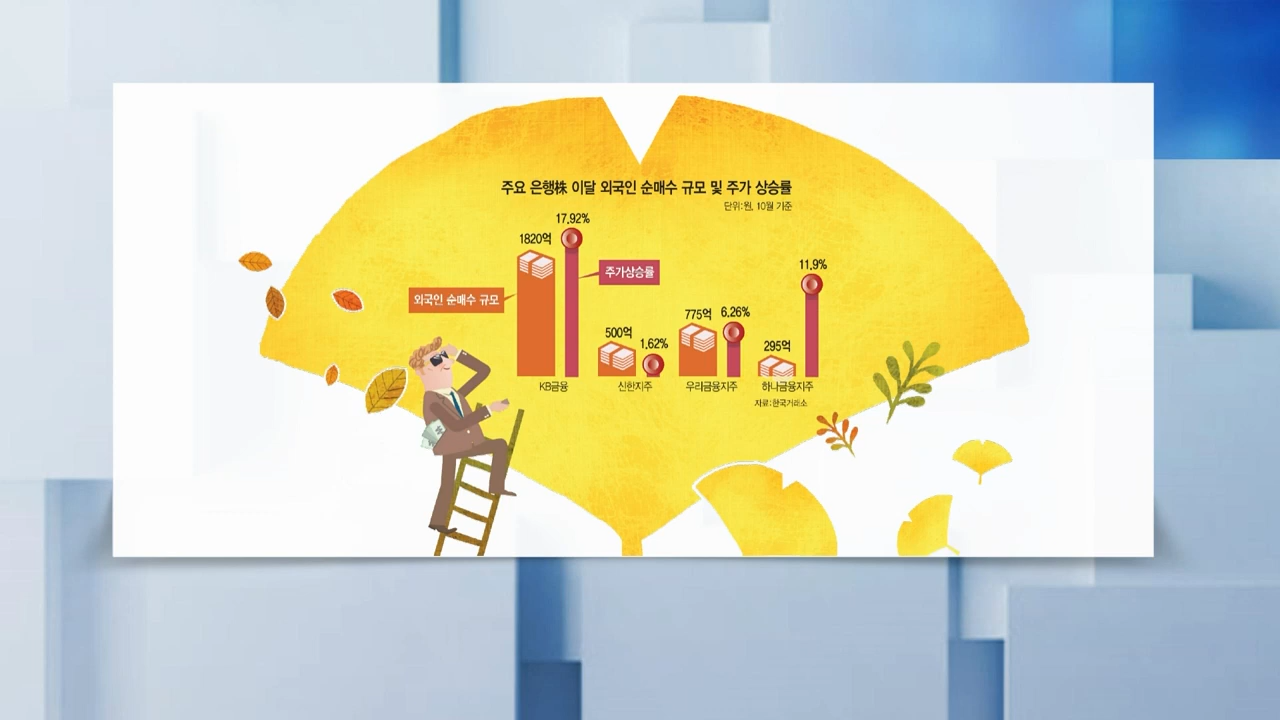 주요 은행株 이달 외국인 순매수 규모 및 주가 상승률
단위:원, 10월 기준
17.92%
1820억
주가상승률
외국인 순매수 규모
11.9%
775억
6.26%
500억
1.62%
295억
KB금융
신한지주
우리금융지주
하나금융지주
자료:한국거래소